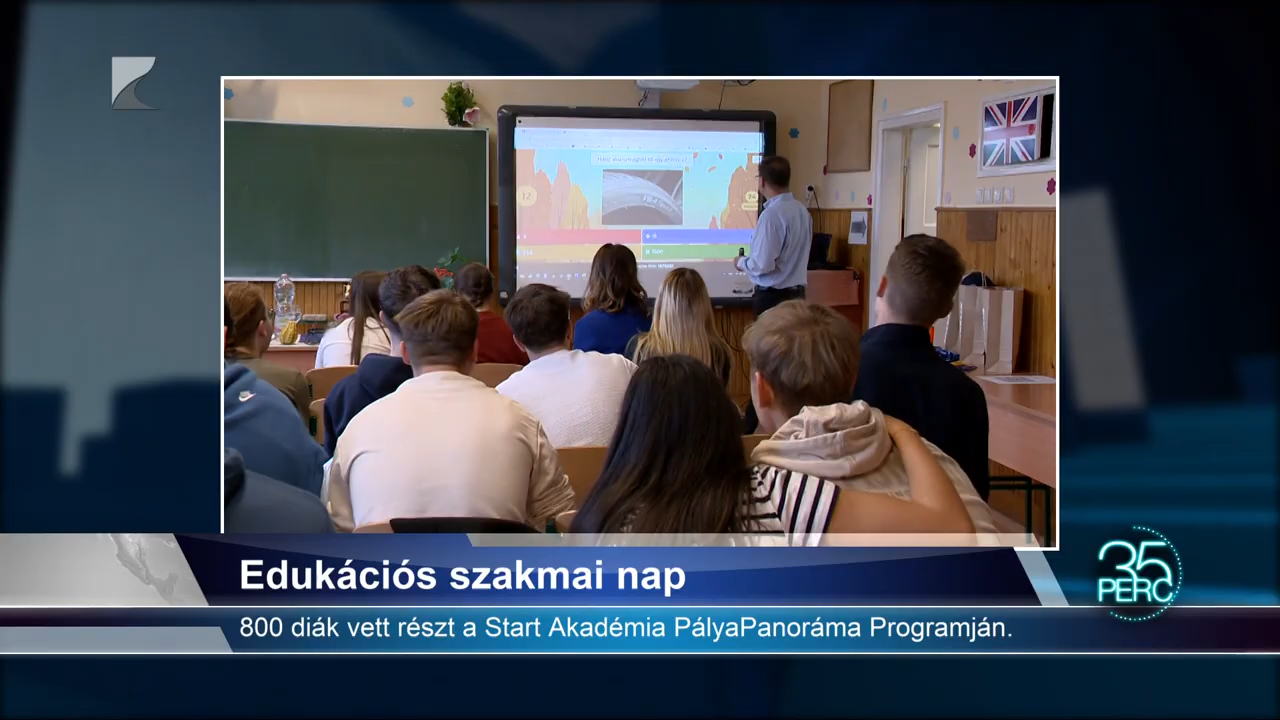 Edukációs szakmai nap
800 diák vett részt a Start Akadémia PályaPanoráma Programján.
35
PERC